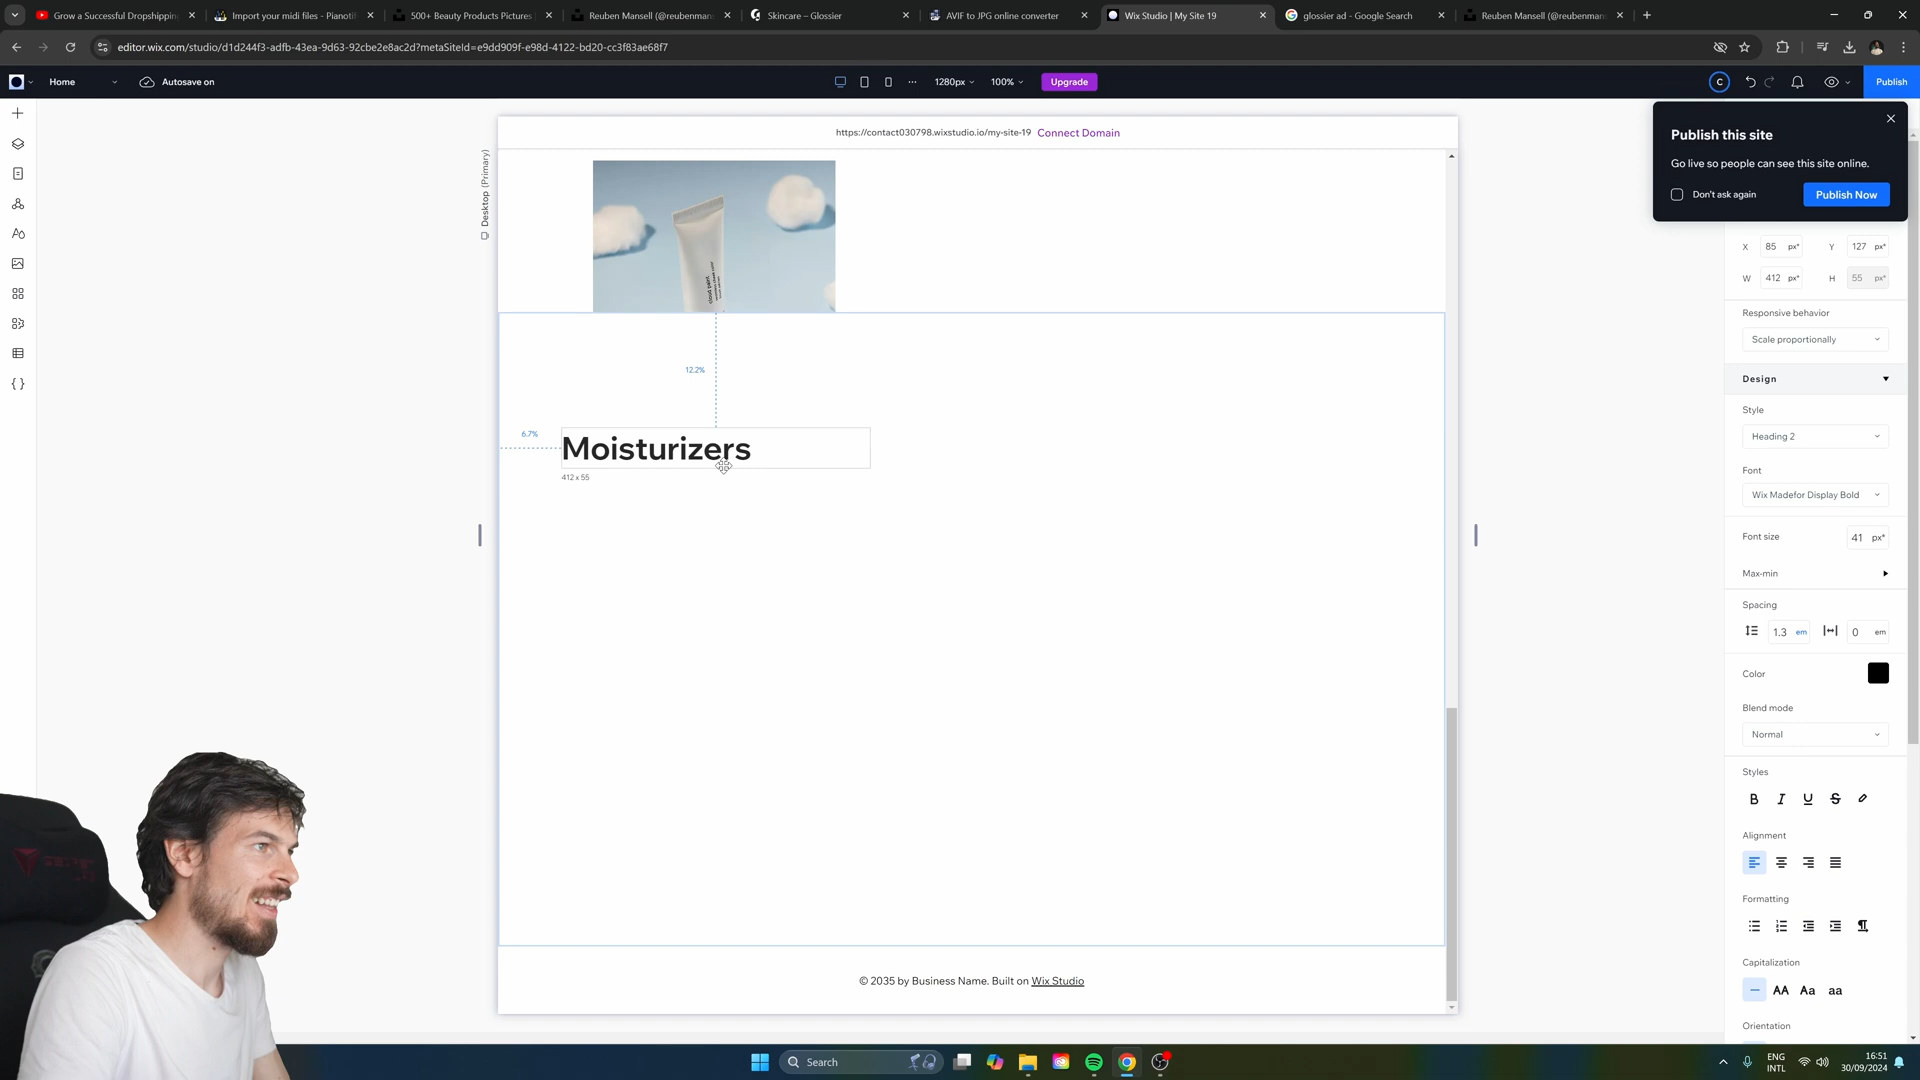 Grow a Successful Dropshipping
Import your midi files - Pianotif
500+ Beauty Products Pictures
Reuben Mansell (@reubenman
Skincare – Glossier
AVIF to JPG online converter
Wix Studio | My Site 19
glossier ad - Google Search
Reuben Mansell (@reubenman
editor.wix.com/studio/d1d244f3-adfb-43ea-9d63-92cbe2e8ac2d?metaSiteId=e9dd909f-e98d-4122-bd20-cc3f83ae68f7
Home
Autosave on
1280px
100%
Upgrade
C
Publish
https://contact030798.wixstudio.io/my-site-19 Connect Domain
Desktop (Primary)
cloud paint
12.2%
6.7%
Moisturizers
412 x 55
© 2035 by Business Name. Built on Wix Studio
Publish this site
Go live so people can see this site online.
Don't ask again
Publish Now
X 85 px* Y 127 px*
W 412 px* H 55 px*
Responsive behavior
Scale proportionally
Design
Style
Heading 2
Font
Wix Madefor Display Bold
Font size 41 px*
Max-min
Spacing
1.3 em 0 em
Color
Blend mode
Normal
Styles
B I U S
Alignment
Formatting
Capitalization
AA Aa aa
Orientation
Search
ENG
INTL
16:51
30/09/2024